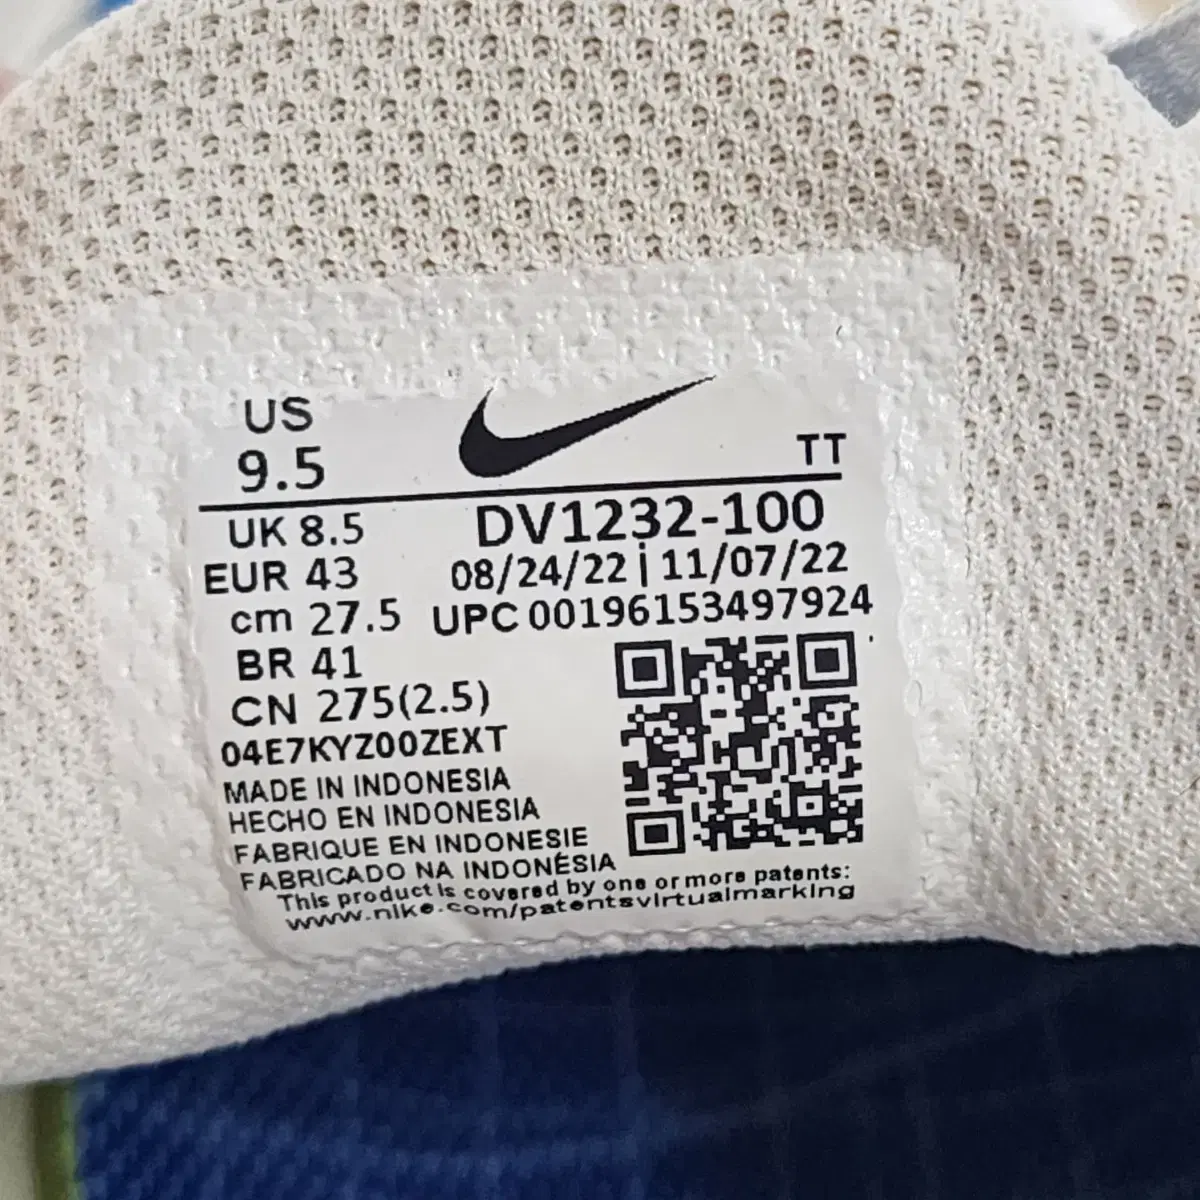 US
9.5
TT
UK 8.5
DV1232-100
EUR 43
08/24/22 | 11/07/22
cm 27.5
UPC 00196153497924
BR 41
CN 275(2.5)
04E7KYZ00ZEXT
MADE IN INDONESIA
HECHO EN INDONESIA
FABRIQUE EN INDONESIE
FABRICADO NA INDONÉSIA
This product is covered by one or more patents:
www.nike.com/patentsvirtualmarking